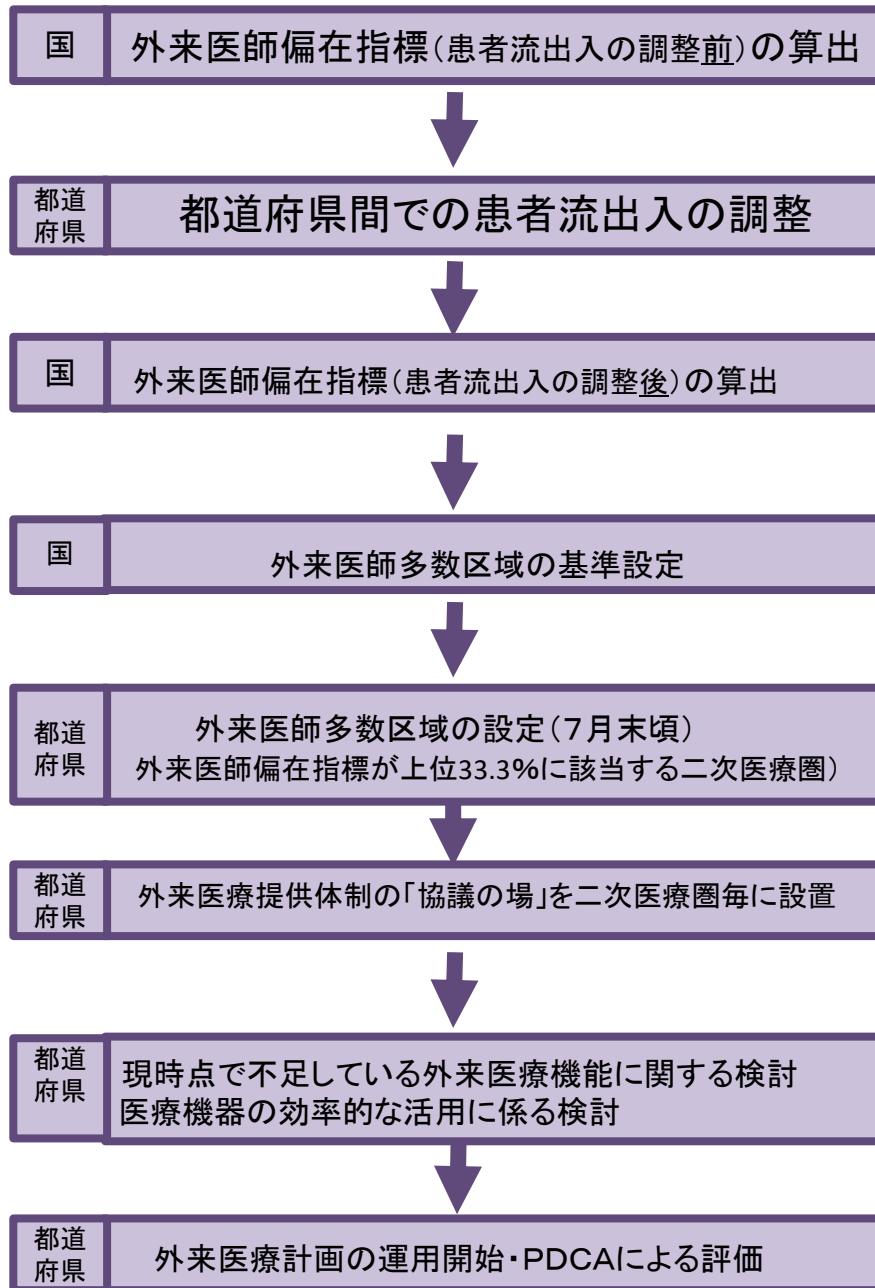 国
外来医師偏在指標（患者流出入の調整前）の算出
都道
府県
都道府県間での患者流出入の調整
国
外来医師偏在指標（患者流出入の調整後）の算出
国
外来医師多数区域の基準設定
都道
府県
外来医師多数区域の設定（７月末頃）
外来医師偏在指標が上位33.3%に該当する二次医療圏）
都道
府県
外来医療提供体制の「協議の場」を二次医療圏毎に設置
都道
府県
現時点で不足している外来医療機能に関する検討
医療機器の効率的な活用に係る検討
都道
府県
外来医療計画の運用開始・PDCAによる評価